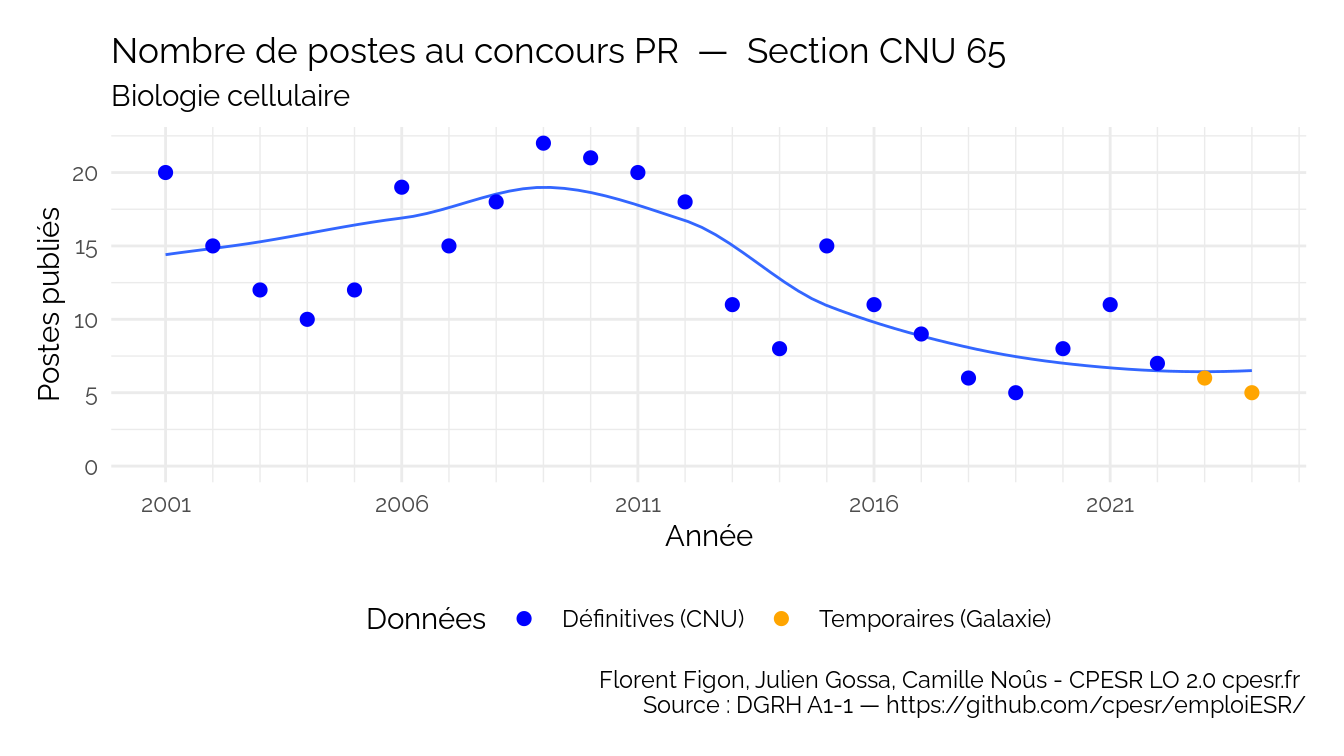 Nombre de postes au concours PR — Section CNU 65
Biologie cellulaire
Postes publiés
20
15
10
5
0
2001 2006 2011 2016 2021
Année
Données Définitives (CNU) Temporaires (Galaxie)
Florent Figon, Julien Gossa, Camille Noûs - CPESR LO 2.0 cpesr.fr
Source : DGRH A1-1 — https://github.com/cpesr/emploiESR/